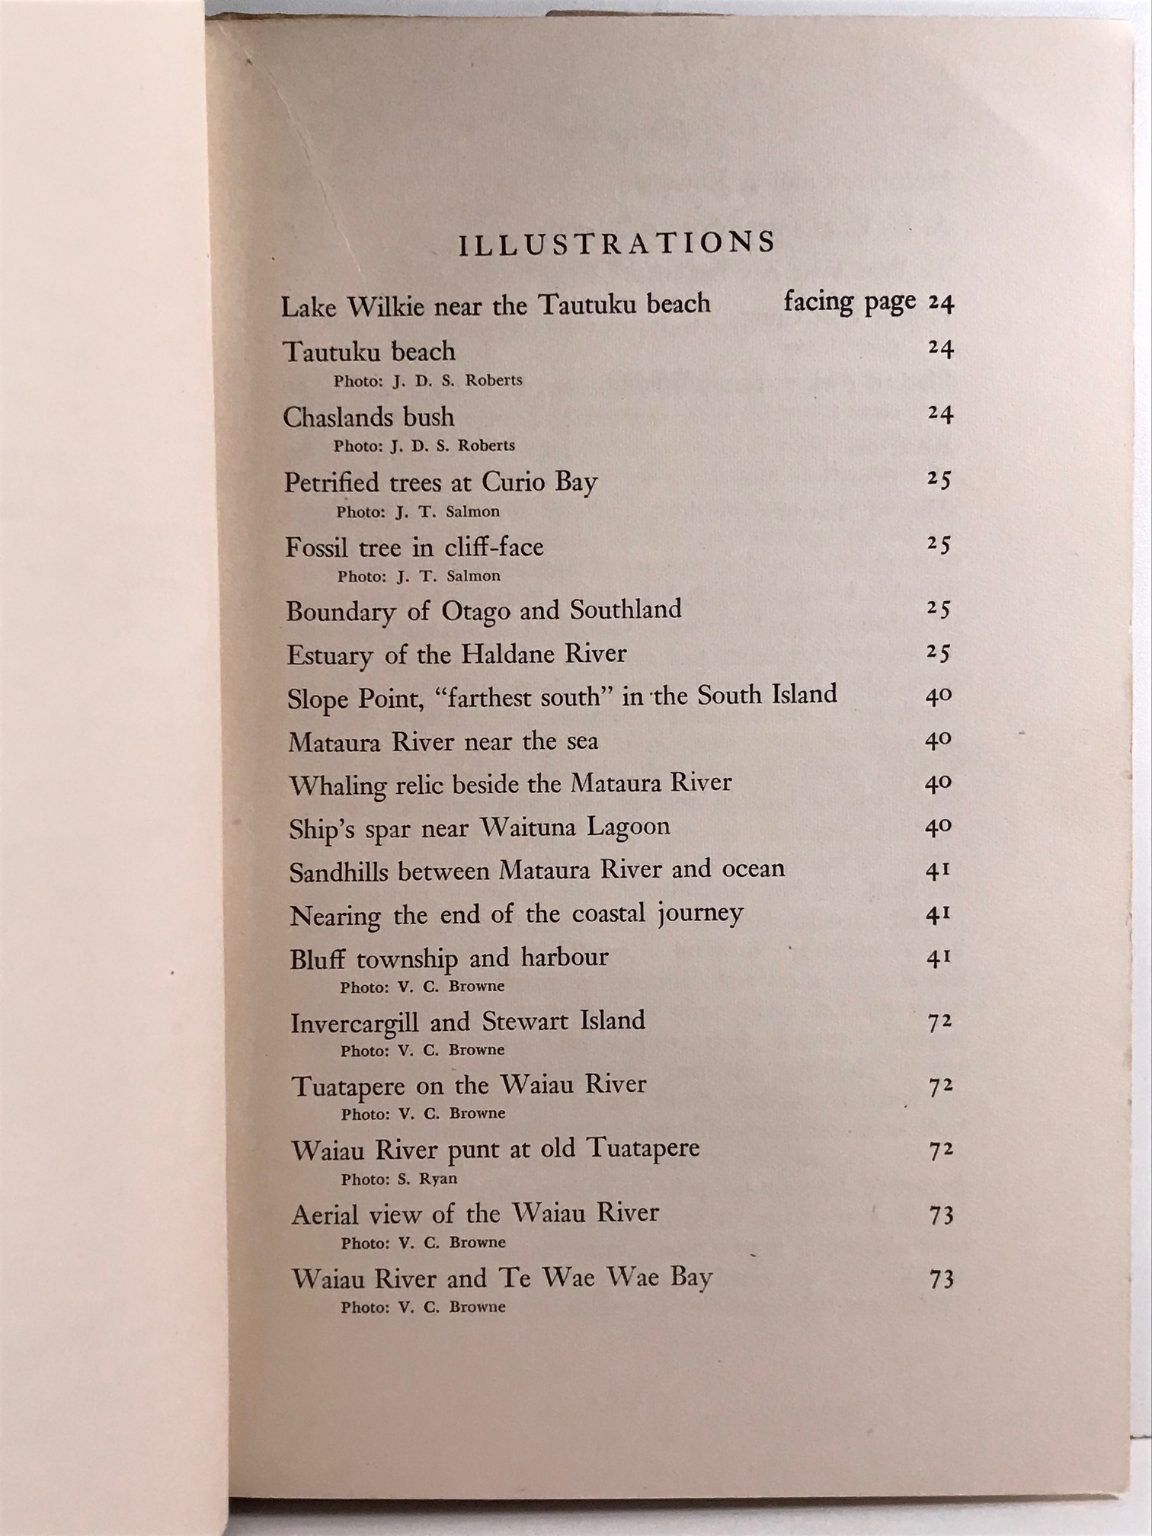 ILLUSTRATIONS
Lake Wilkie near the Tautuku beach facing page 24
Tautuku beach 24
Photo: J. D. S. Roberts
Chaslands bush 24
Photo: J. D. S. Roberts
Petrified trees at Curio Bay 25
Photo: J. T. Salmon
Fossil tree in cliff-face 25
Photo: J. T. Salmon
Boundary of Otago and Southland 25
Estuary of the Haldane River 25
Slope Point, “farthest south” in the South Island 40
Mataura River near the sea 40
Whaling relic beside the Mataura River 40
Ship’s spar near Waituna Lagoon 40
Sandhills between Mataura River and ocean 41
Nearing the end of the coastal journey 41
Bluff township and harbour 41
Photo: V. C. Browne
Invercargill and Stewart Island 72
Photo: V. C. Browne
Tuatapere on the Waiau River 72
Photo: V. C. Browne
Waiau River punt at old Tuatapere 72
Photo: S. Ryan
Aerial view of the Waiau River 73
Photo: V. C. Browne
Waiau River and Te Wae Wae Bay 73
Photo: V. C. Browne